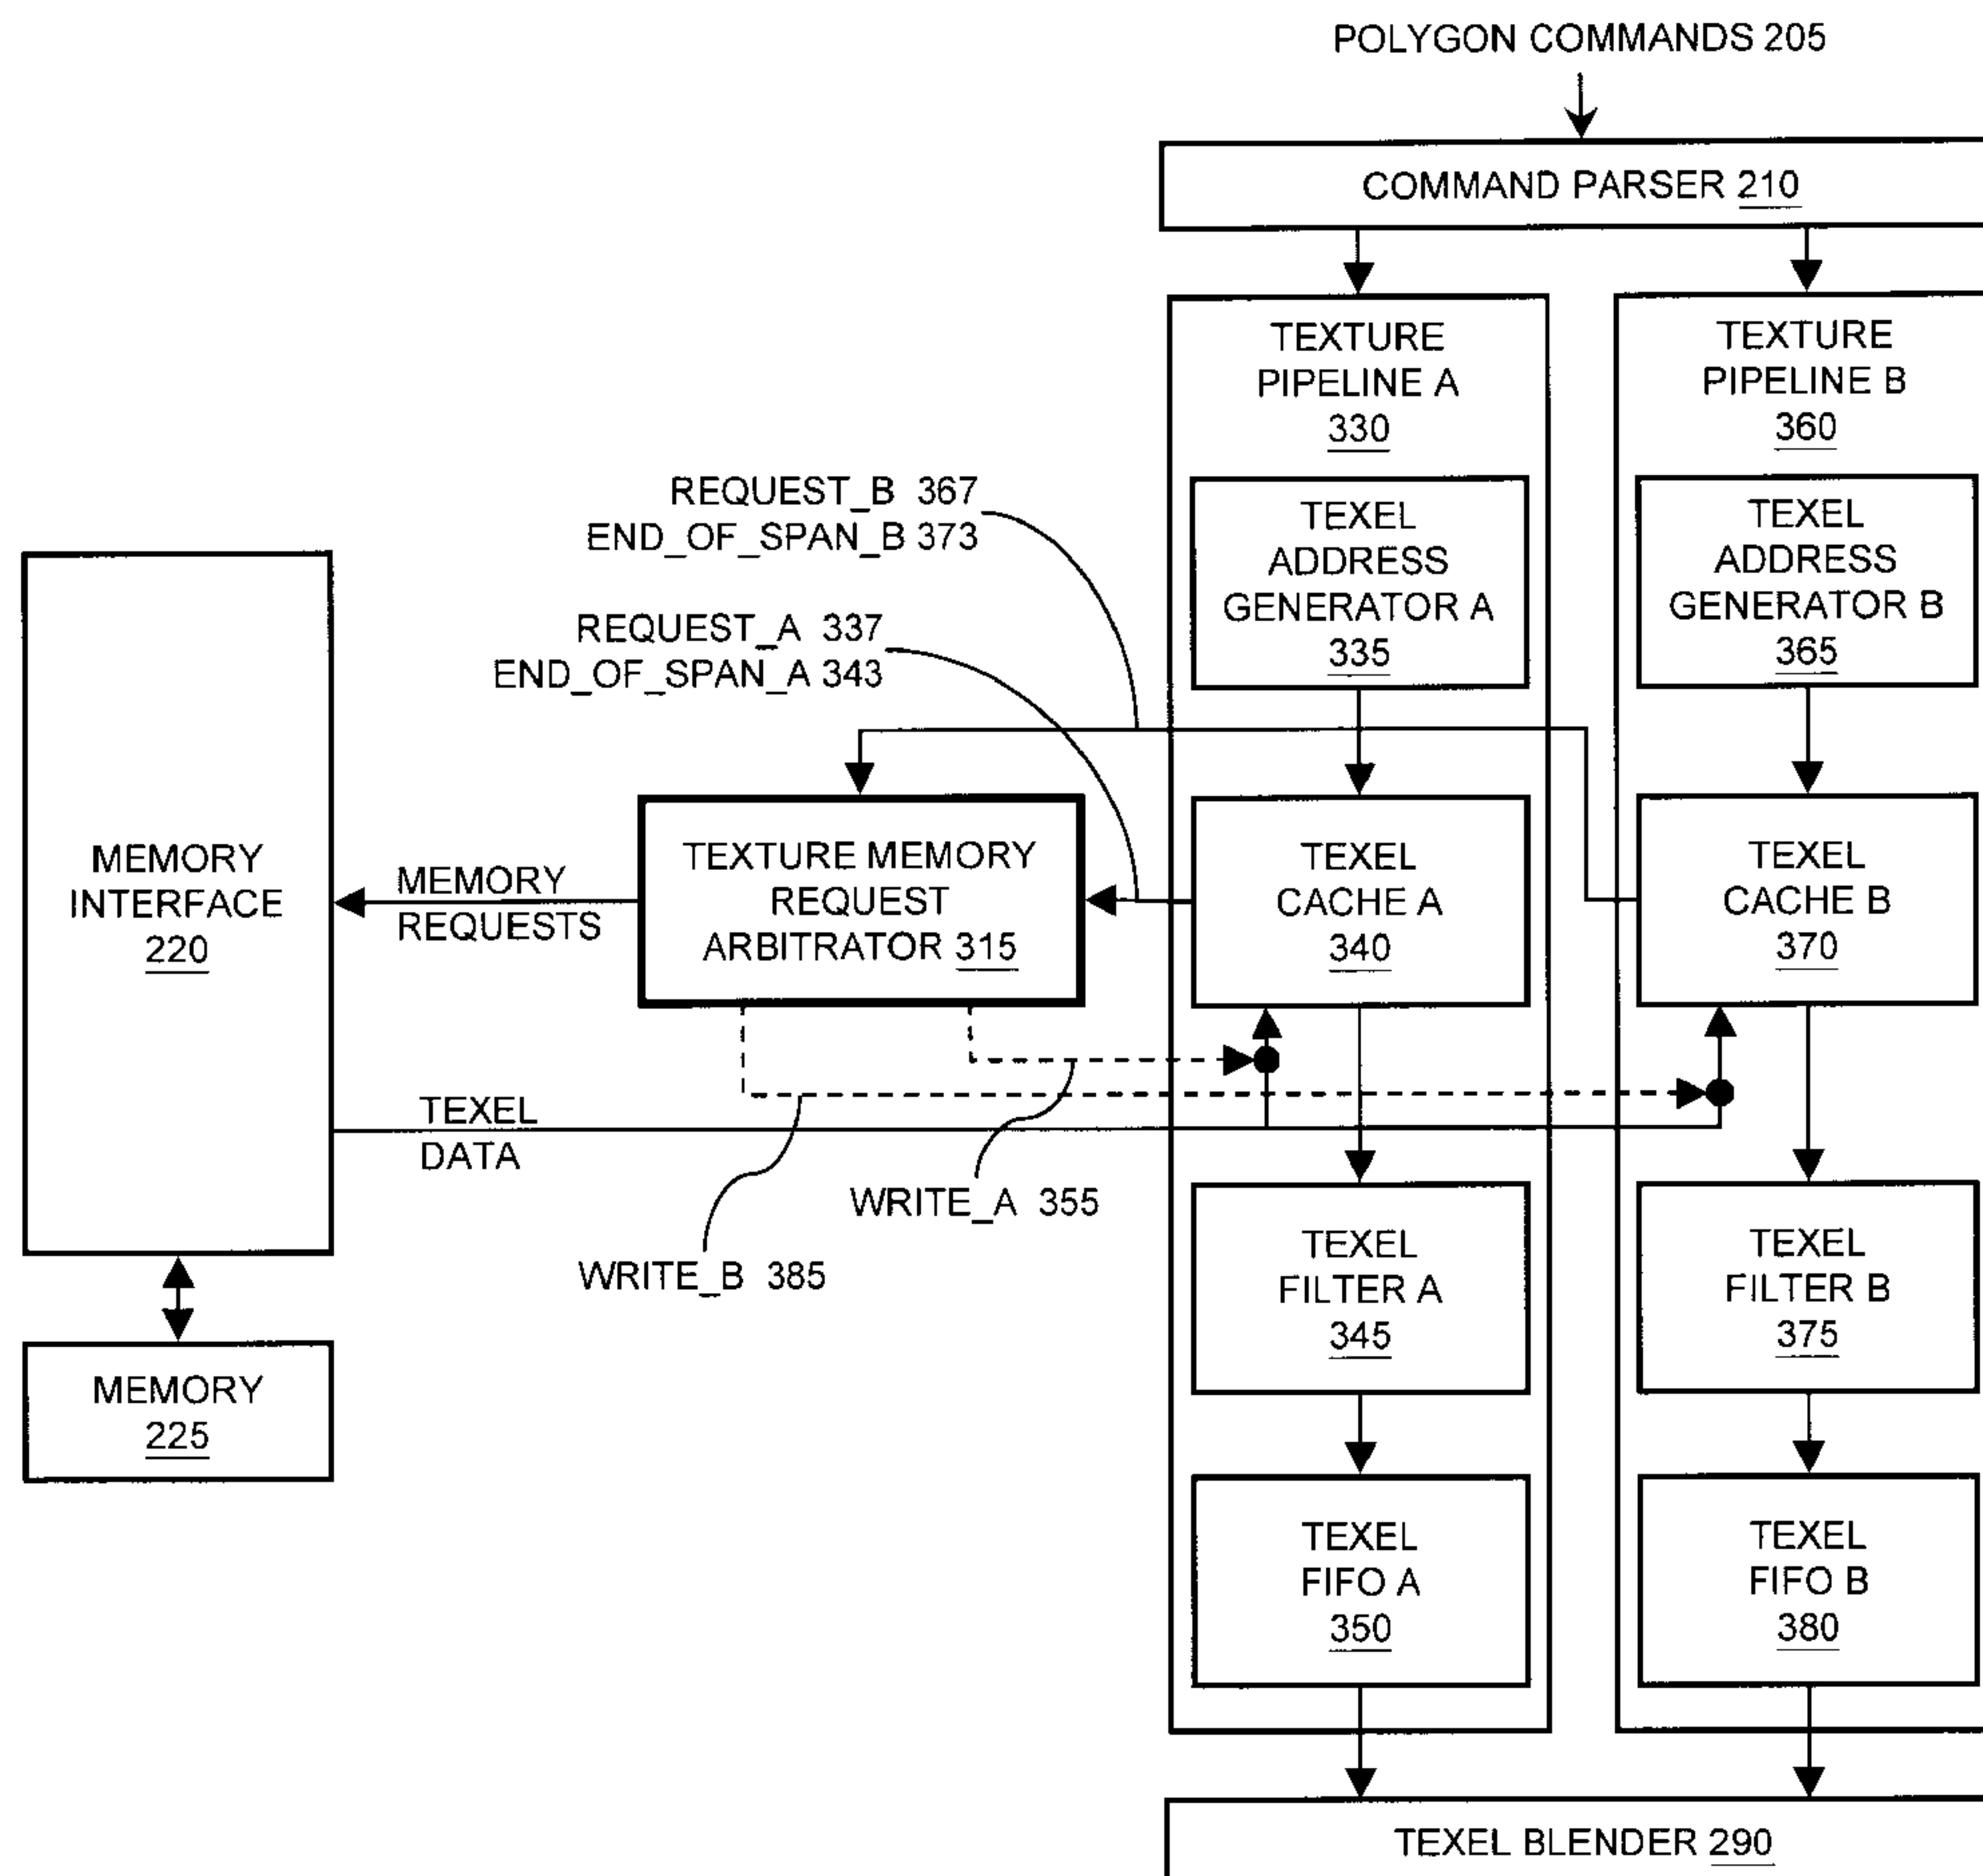 POLYGON COMMANDS 205
COMMAND PARSER 210
TEXTURE
PIPELINE A
330
TEXTURE
PIPELINE B
360
REQUEST_B 367
END_OF_SPAN_B 373
REQUEST_A 337
END_OF_SPAN_A 343
TEXEL
ADDRESS
GENERATOR A
335
TEXEL
ADDRESS
GENERATOR B
365
MEMORY
INTERFACE
220
MEMORY
REQUESTS
TEXTURE MEMORY
REQUEST
ARBITRATOR 315
TEXEL
CACHE A
340
TEXEL
CACHE B
370
TEXEL
DATA
WRITE_A 355
WRITE_B 385
TEXEL
FILTER A
345
TEXEL
FILTER B
375
MEMORY
225
TEXEL
FIFO A
350
TEXEL
FIFO B
380
TEXEL BLENDER 290